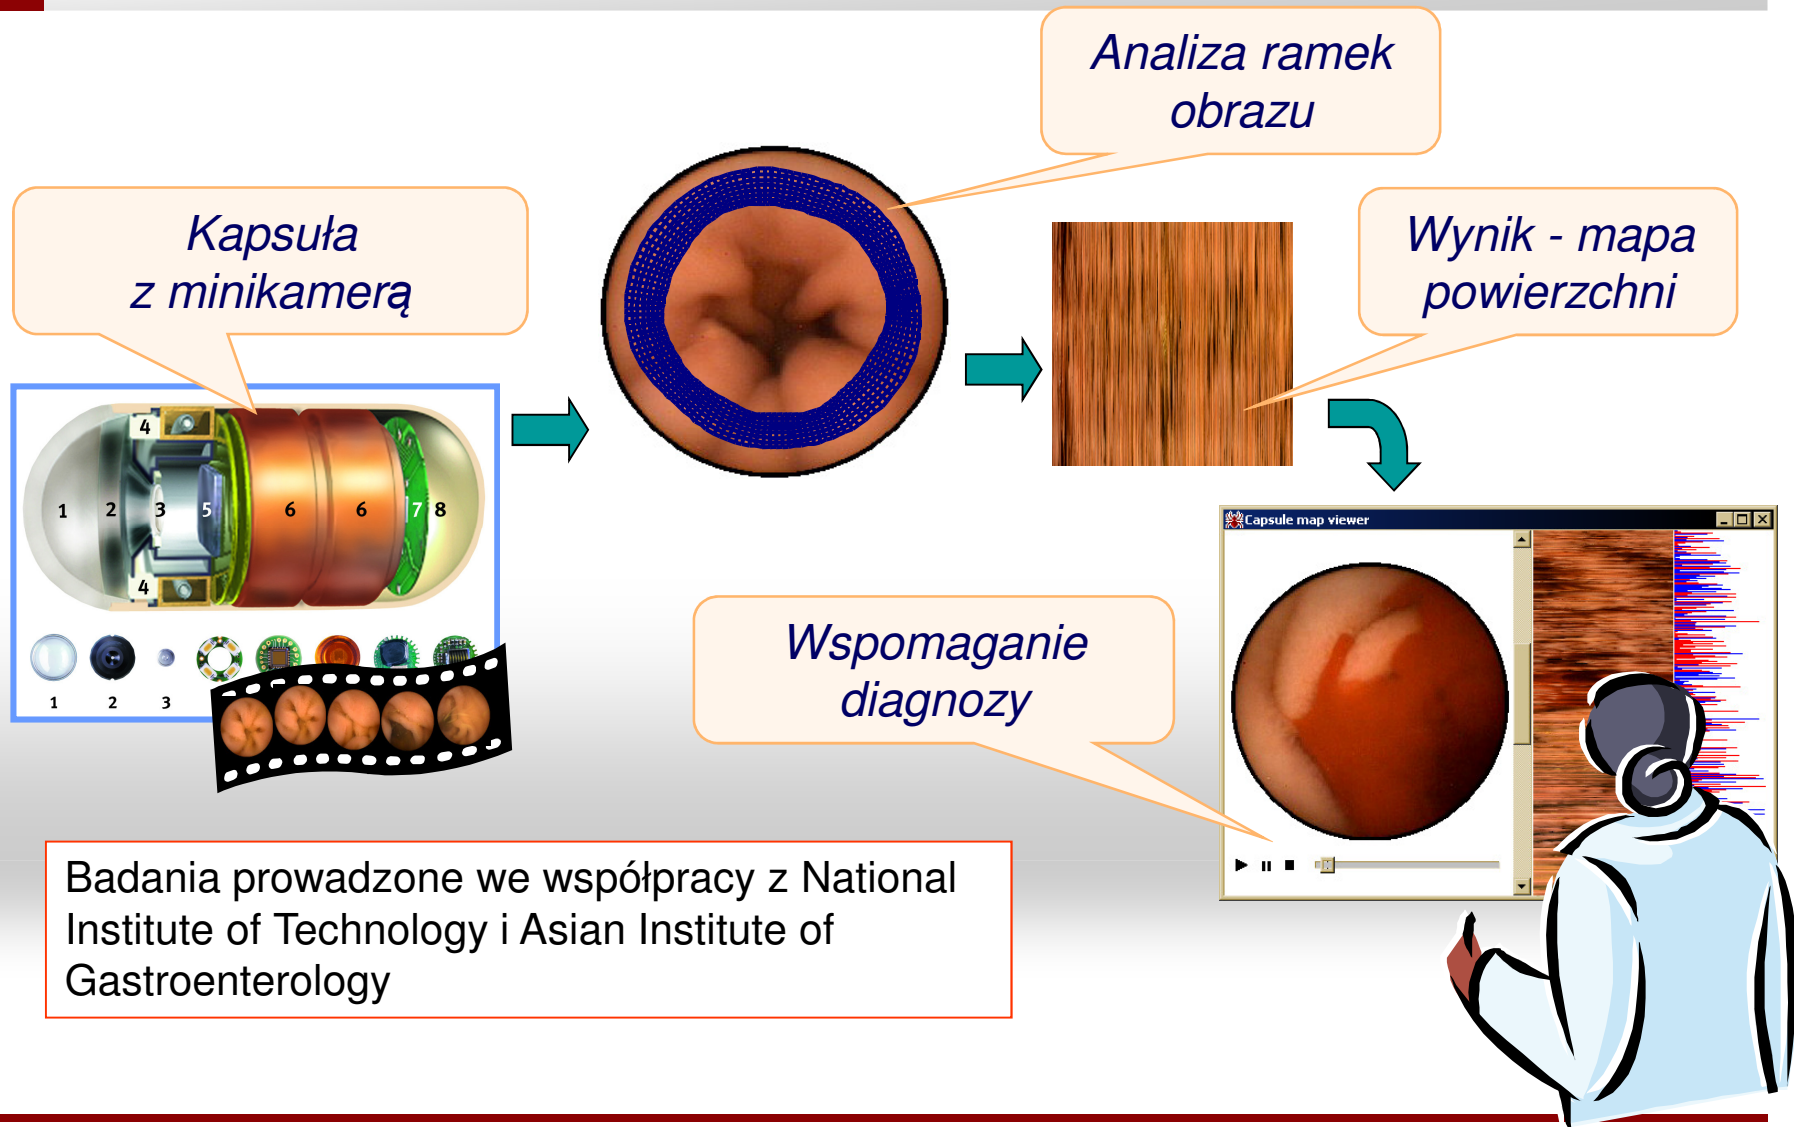 Analiza ramek
obrazu
Kapsuła
z minikamerą
Wynik - mapa
powierzchni
4
1 2 3 5 6 6 7 8
4
1 2 3
Capsule map viewer
Wspomaganie
diagnozy
Badania prowadzone we współpracy z National
Institute of Technology i Asian Institute of
Gastroenterology